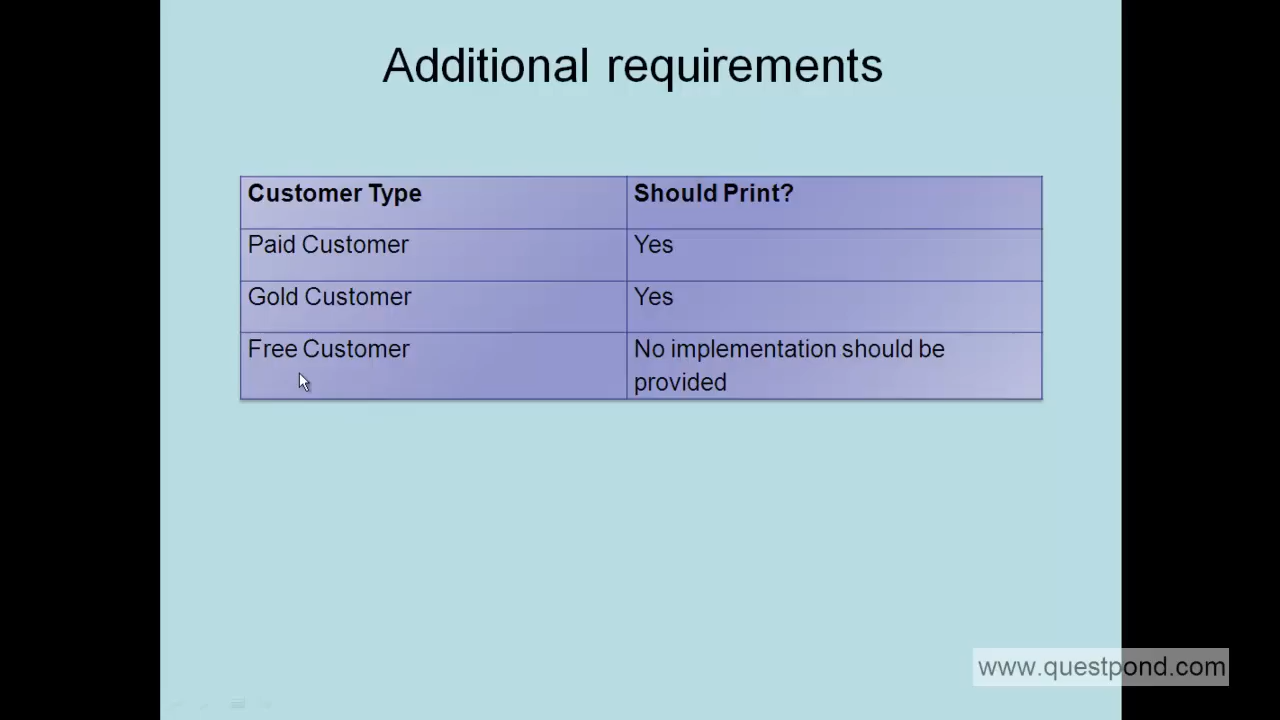 Additional requirements
Customer Type Should Print?
Paid Customer Yes
Gold Customer Yes
Free Customer No implementation should be
provided
www.questpond.com